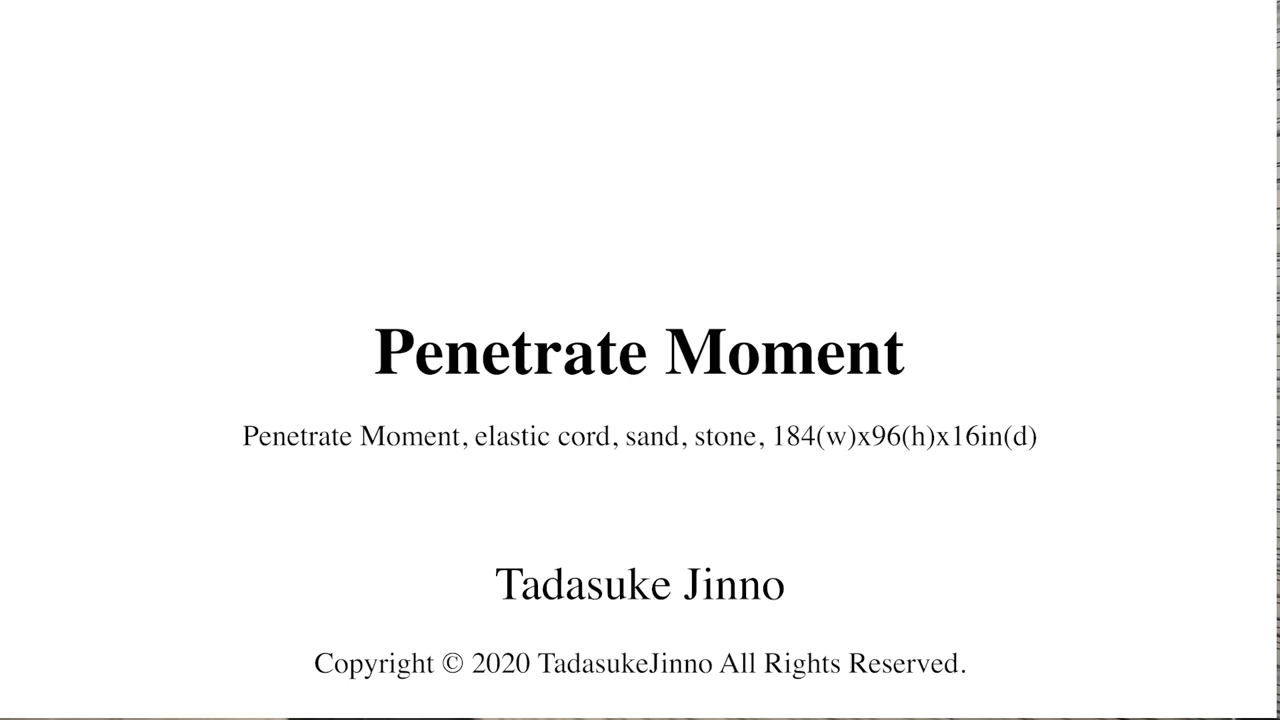 Penetrate Moment
Penetrate Moment, elastic cord, sand, stone, 184(w)x96(h)x16in(d)
Tadasuke Jinno
Copyright © 2020 TadasukeJinno All Rights Reserved.